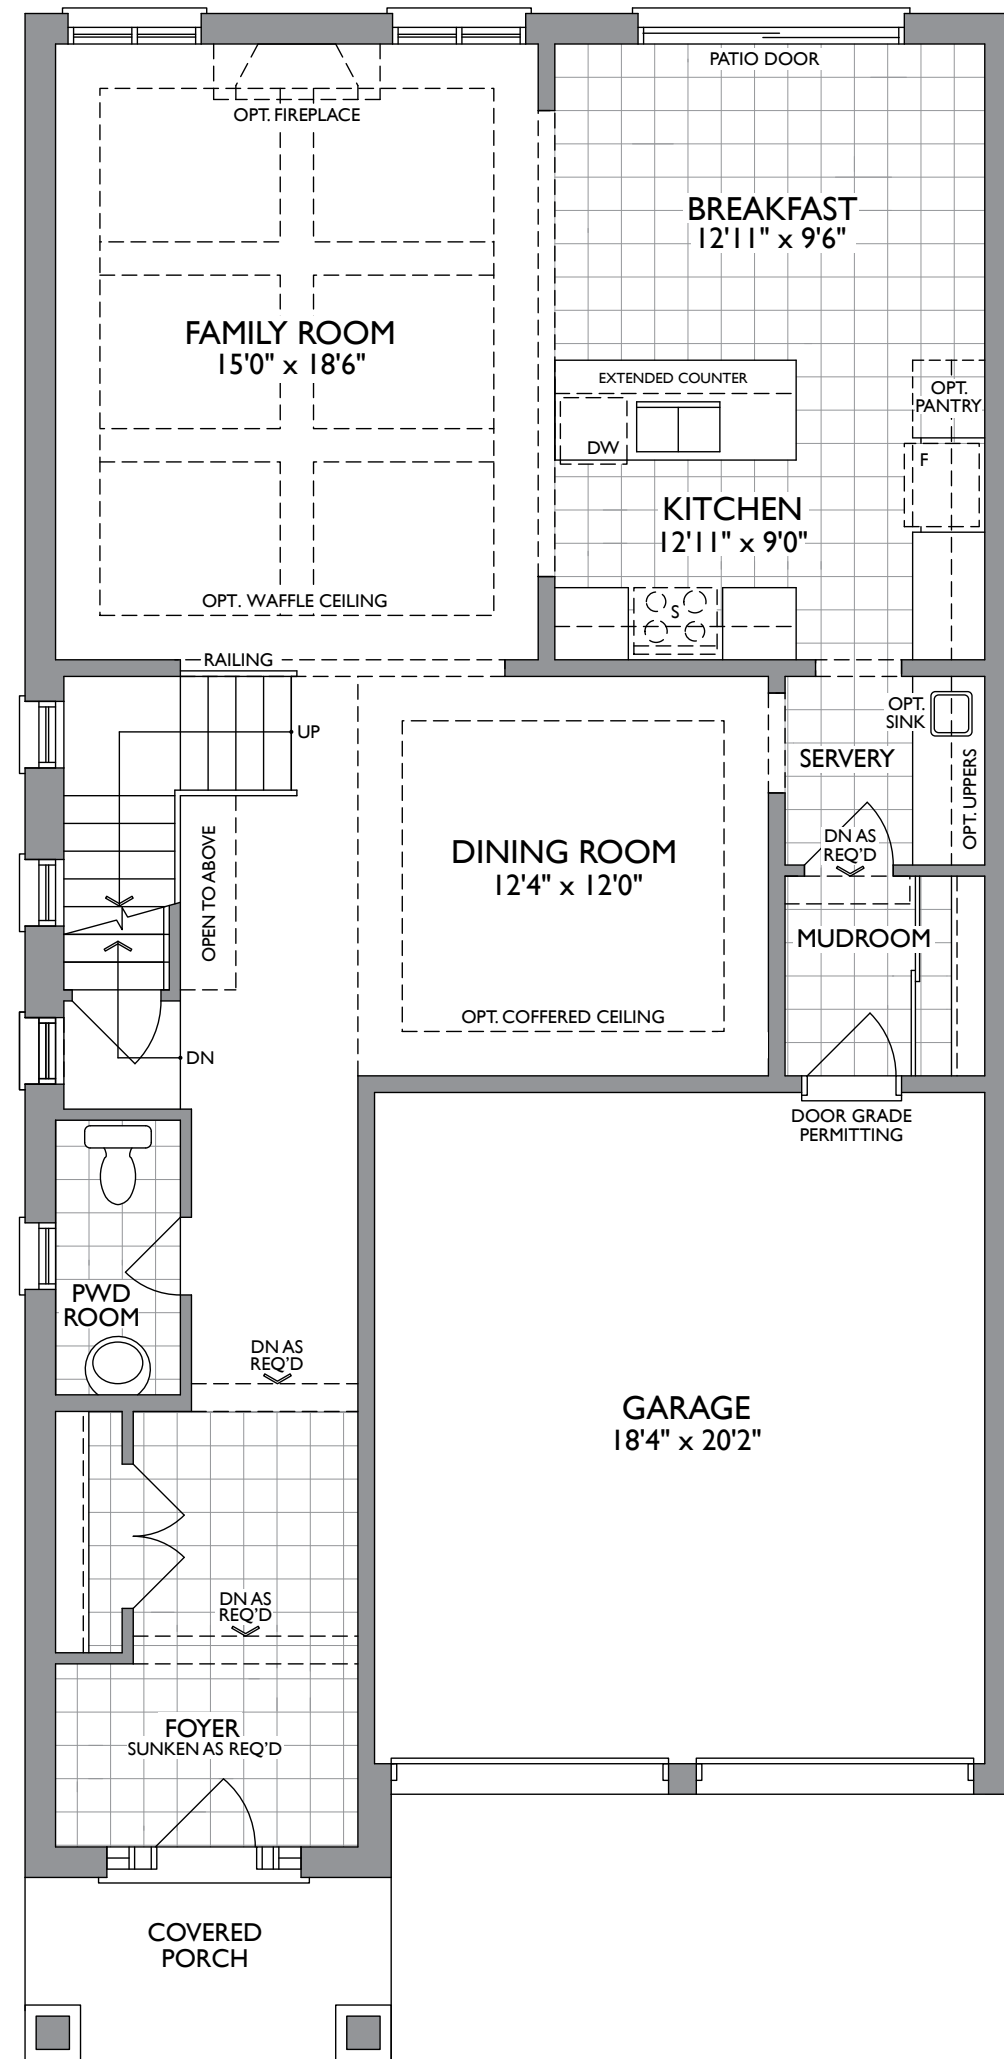 PATIO DOOR
OPT. FIREPLACE
BREAKFAST
12'11" x 9'6"
FAMILY ROOM
15'0" x 18'6"
EXTENDED COUNTER
OPT.
PANTRY
DW
F
KITCHEN
12'11" x 9'0"
OPT. WAFFLE CEILING
S
RAILING
UP
OPT.
SINK
SERVERY
OPT. UPPERS
DN AS
REQ'D
OPEN TO ABOVE
DINING ROOM
12'4" x 12'0"
MUDROOM
OPT. COFFERED CEILING
DN
DOOR GRADE
PERMITTING
PWD
ROOM
DN AS
REQ'D
GARAGE
18'4" x 20'2"
DN AS
REQ'D
FOYER
SUNKEN AS REQ'D
COVERED
PORCH